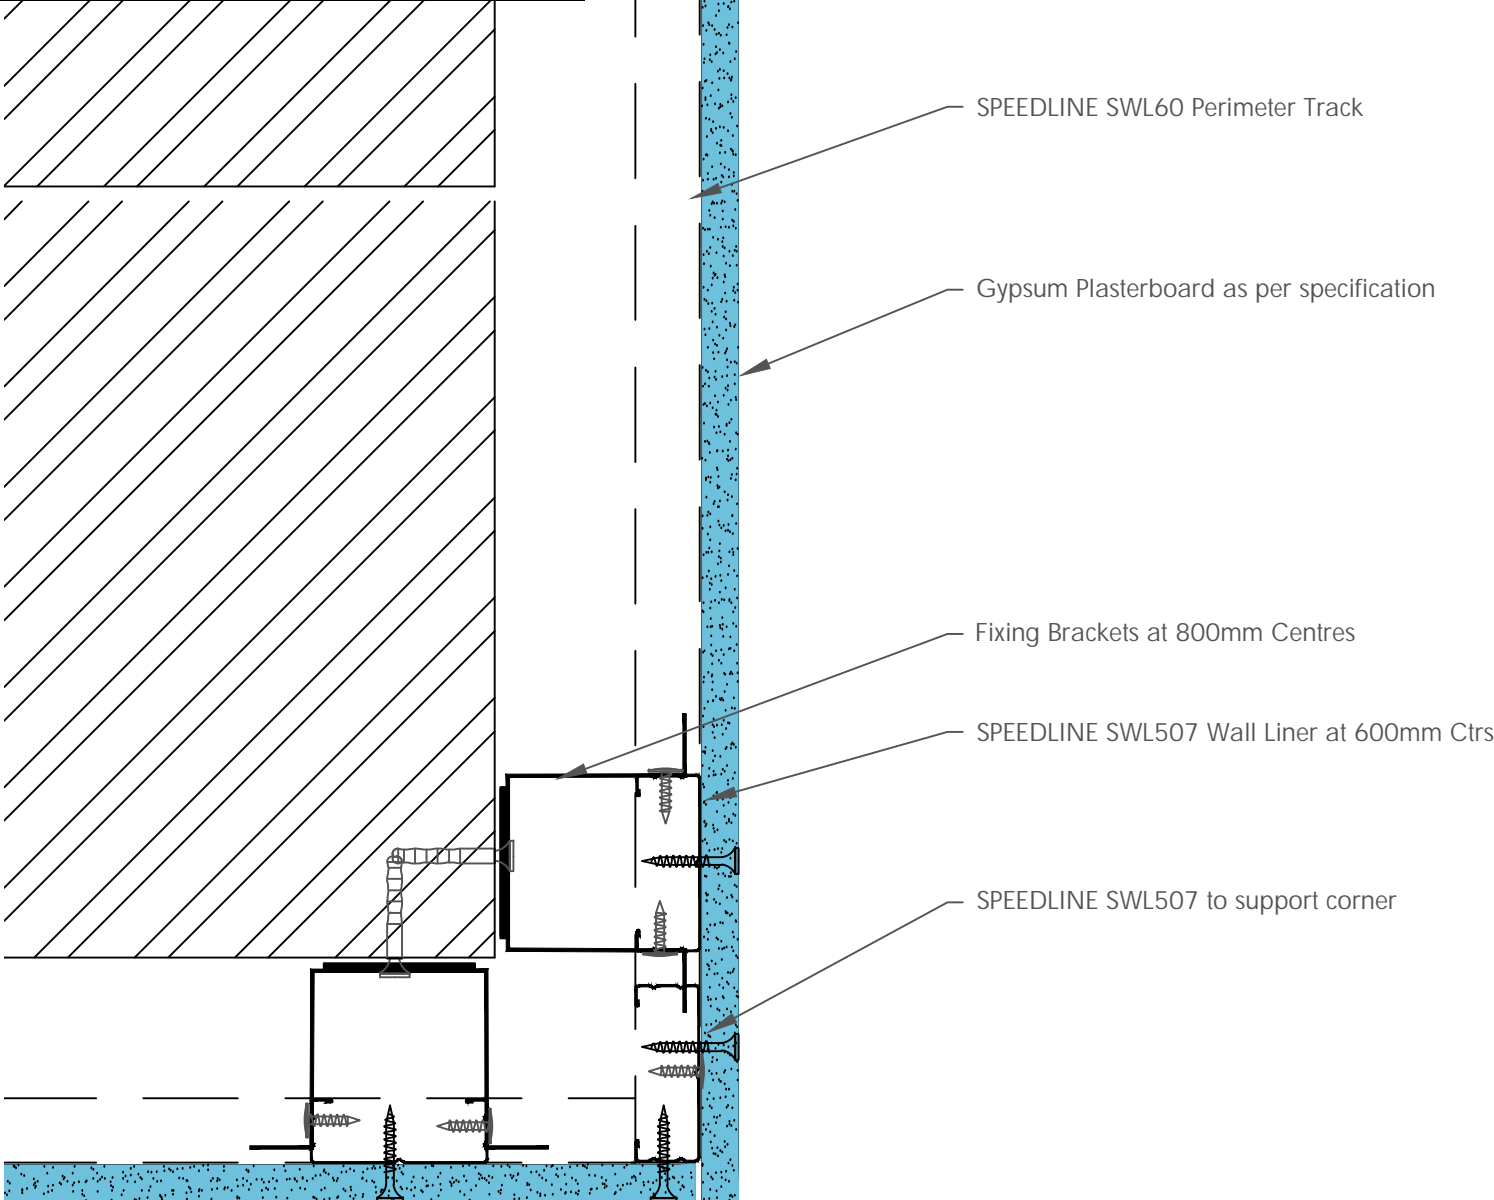 SPEEDLINE SWL60 Perimeter Track
Gypsum Plasterboard as per specification
Fixing Brackets at 800mm Centres
SPEEDLINE SWL507 Wall Liner at 600mm Ctrs
SPEEDLINE SWL507 to support corner